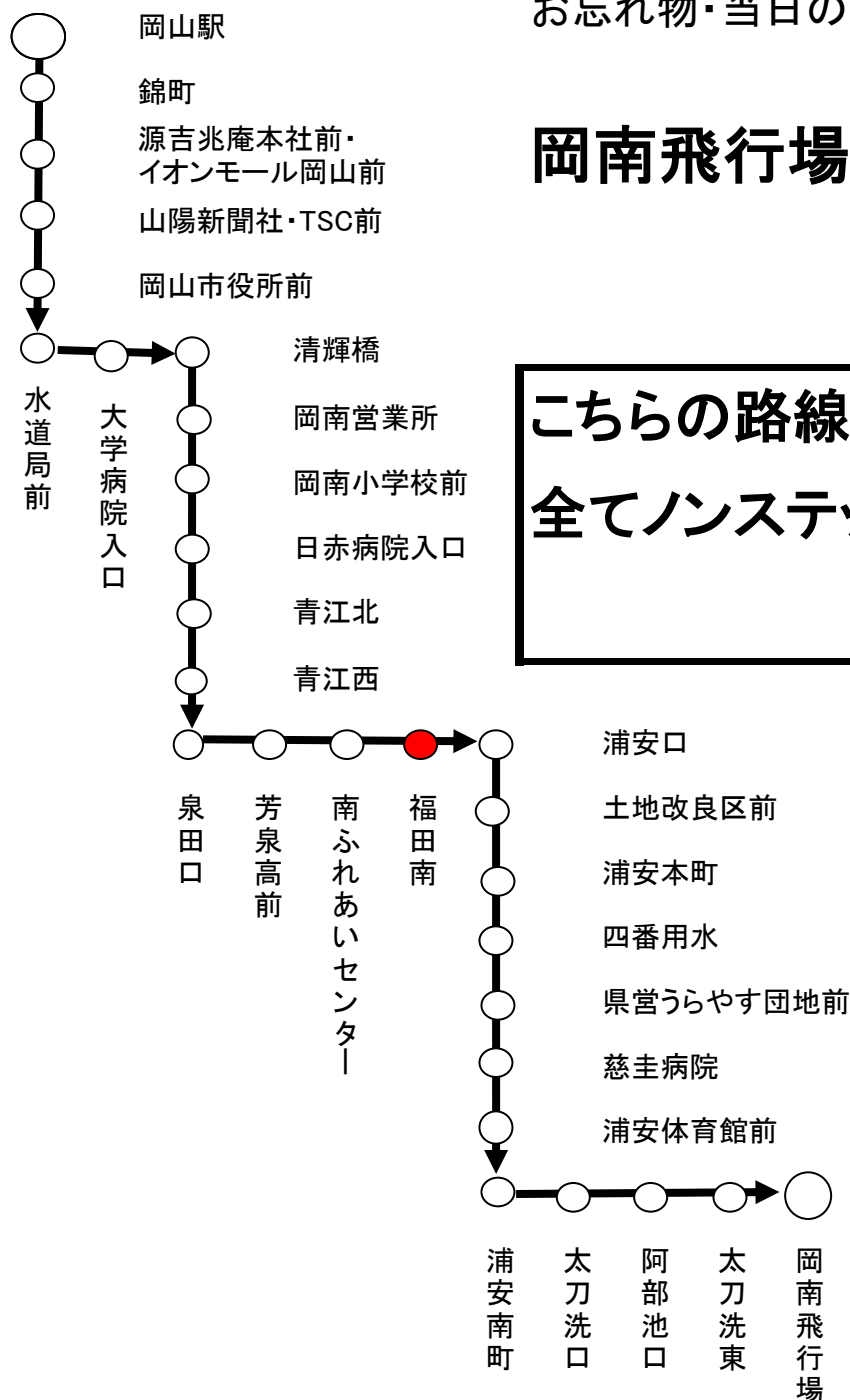 お忘れ物・当日の
岡南飛行場
岡山駅
錦町
源吉兆庵本社前・
イオンモール岡山前
山陽新聞社・TSC前
岡山市役所前
水道局前
大学病院入口
清輝橋
岡南営業所
岡南小学校前
日赤病院入口
青江北
青江西
こちらの路線
全てノンステッ
泉田口
芳泉高前
南ふれあいセンター
福田南
浦安口
土地改良区前
浦安本町
四番用水
県営うらやす団地前
慈圭病院
浦安体育館前
浦安南町
太刀洗口
阿部池口
太刀洗東
岡南飛行場